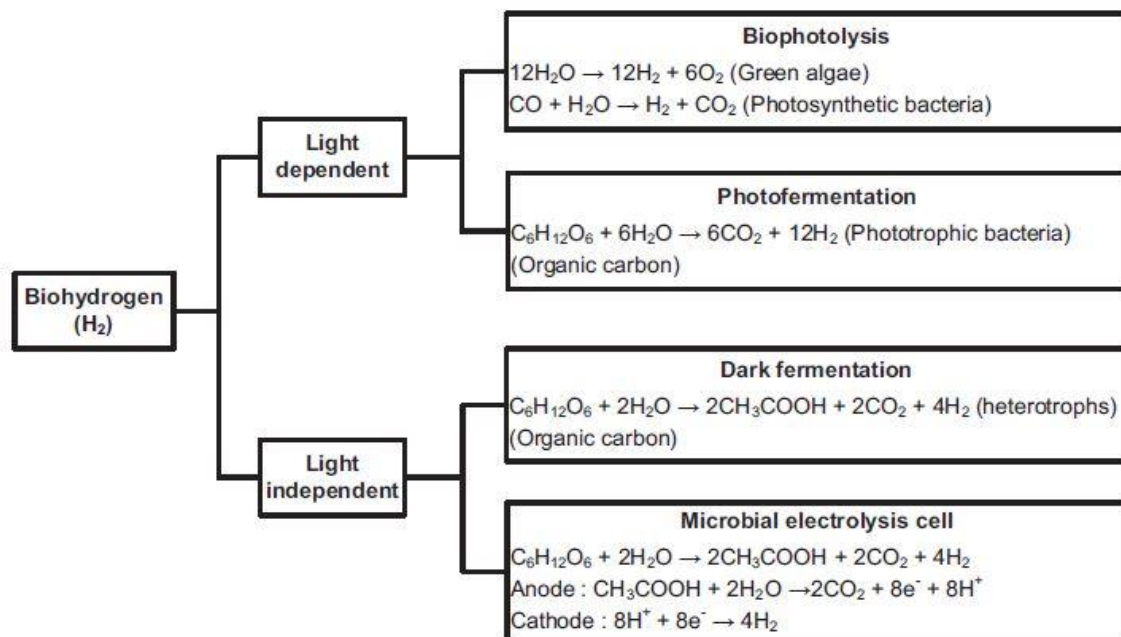 Biophotolysis
12H₂O → 12H₂ + 6O₂ (Green algae)
CO + H₂O → H₂ + CO₂ (Photosynthetic bacteria)
Light
dependent
Photofermentation
C₆H₁₂O₆ + 6H₂O → 6CO₂ + 12H₂ (Phototrophic bacteria)
(Organic carbon)
Biohydrogen
(H₂)
Dark fermentation
C₆H₁₂O₆ + 2H₂O → 2CH₃COOH + 2CO₂ + 4H₂ (heterotrophs)
(Organic carbon)
Light
independent
Microbial electrolysis cell
C₆H₁₂O₆ + 2H₂O → 2CH₃COOH + 2CO₂ + 4H₂
Anode : CH₃COOH + 2H₂O →2CO₂ + 8e⁻ + 8H⁺
Cathode : 8H⁺ + 8e⁻ → 4H₂